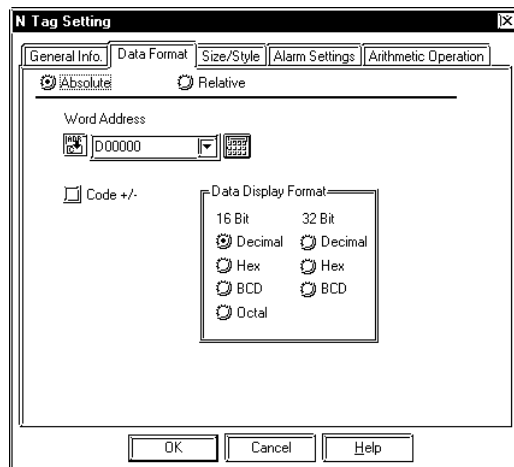 N Tag Setting
General Info. Data Format Size/Style Alarm Settings Arithmetic Operation
Absolute Relative
Word Address
D00000
Code +/- Data Display Format
16 Bit 32 Bit
Decimal Decimal
Hex Hex
BCD BCD
Octal
OK Cancel Help